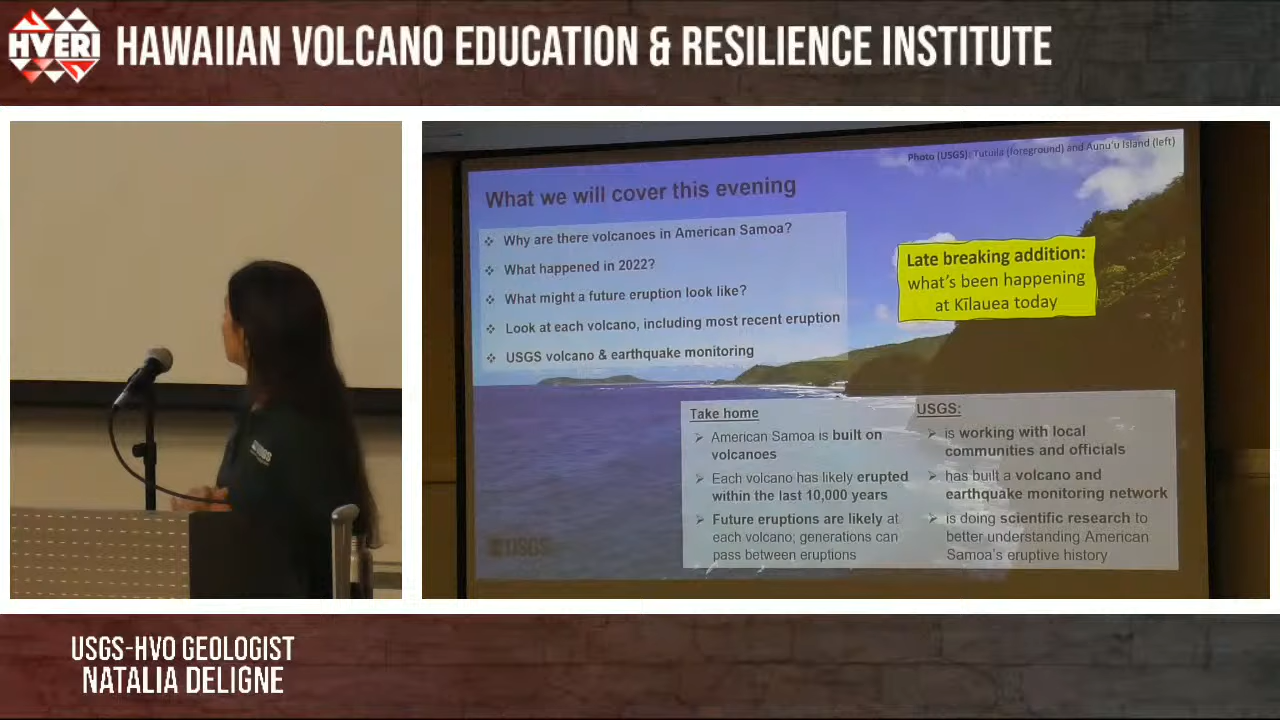 HVERI
HAWAIIAN VOLCANO EDUCATION & RESILIENCE INSTITUTE
Photo (USGS): Tutuila (foreground) and Aunu'u Island (left)
What we will cover this evening
❖ Why are there volcanoes in American Samoa?
❖ What happened in 2022?
❖ What might a future eruption look like?
❖ Look at each volcano, including most recent eruption
❖ USGS volcano & earthquake monitoring
Late breaking addition:
what's been happening
at Kīlauea today
Take home
➢ American Samoa is built on
volcanoes
➢ Each volcano has likely erupted
within the last 10,000 years
➢ Future eruptions are likely at
each volcano; generations can
pass between eruptions
USGS:
➢ is working with local
communities and officials
➢ has built a volcano and
earthquake monitoring network
➢ is doing scientific research to
better understanding American
Samoa's eruptive history
USGS
USGS
USGS-HVO GEOLOGIST
NATALIA DELIGNE